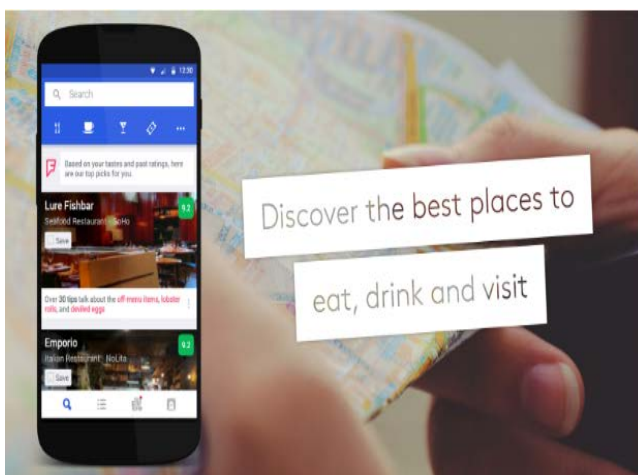 12:30
Search
Based on your tastes and past ratings, here
are our top picks for you.
Lure Fishbar
9.2
Seafood Restaurant · SoHo
Save
Over 30 tips talk about the off-menu items, lobster
rolls, and deviled eggs
Emporio
9.2
Italian Restaurant · NoLita
Save
Discover the best places to
eat, drink and visit